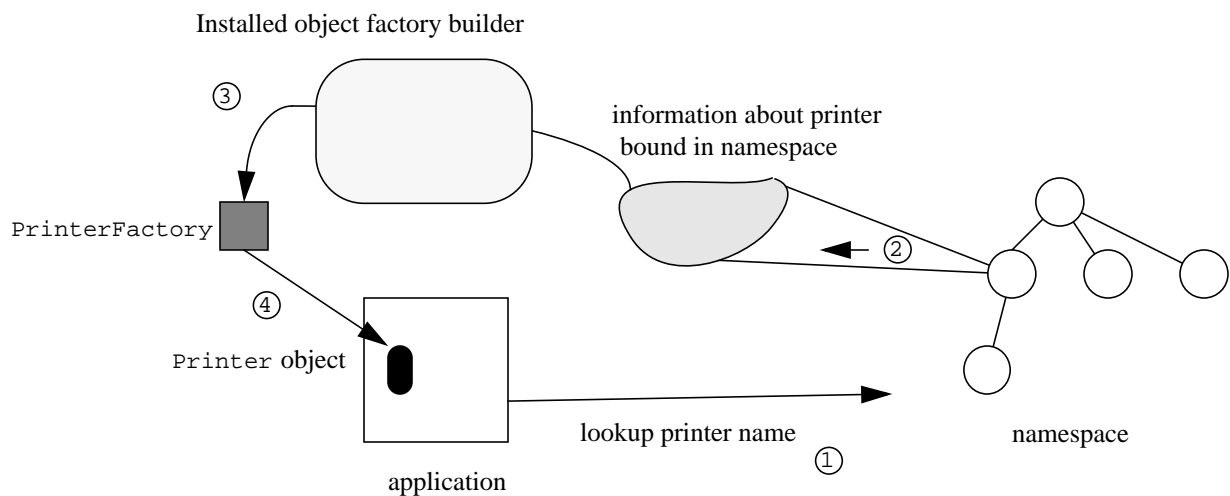 Installed object factory builder
③
information about printer
bound in namespace
PrinterFactory
②
④
Printer object
lookup printer name
①
namespace
application